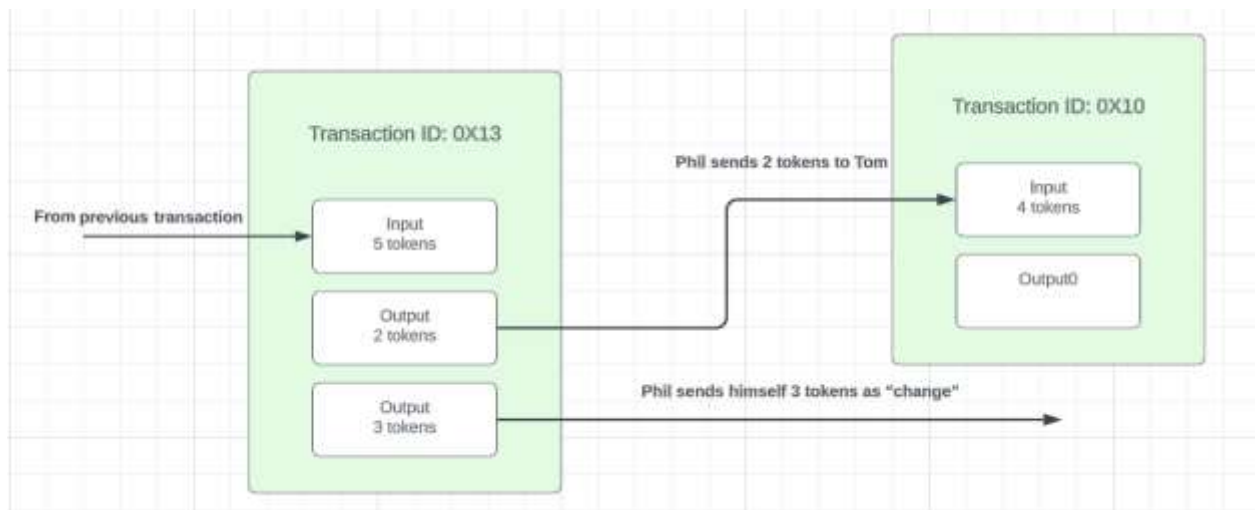 Transaction ID: 0X13
From previous transaction
Input
5 tokens
Output
2 tokens
Output
3 tokens
Phil sends 2 tokens to Tom
Transaction ID: 0X10
Input
4 tokens
Output0
Phil sends himself 3 tokens as "change"